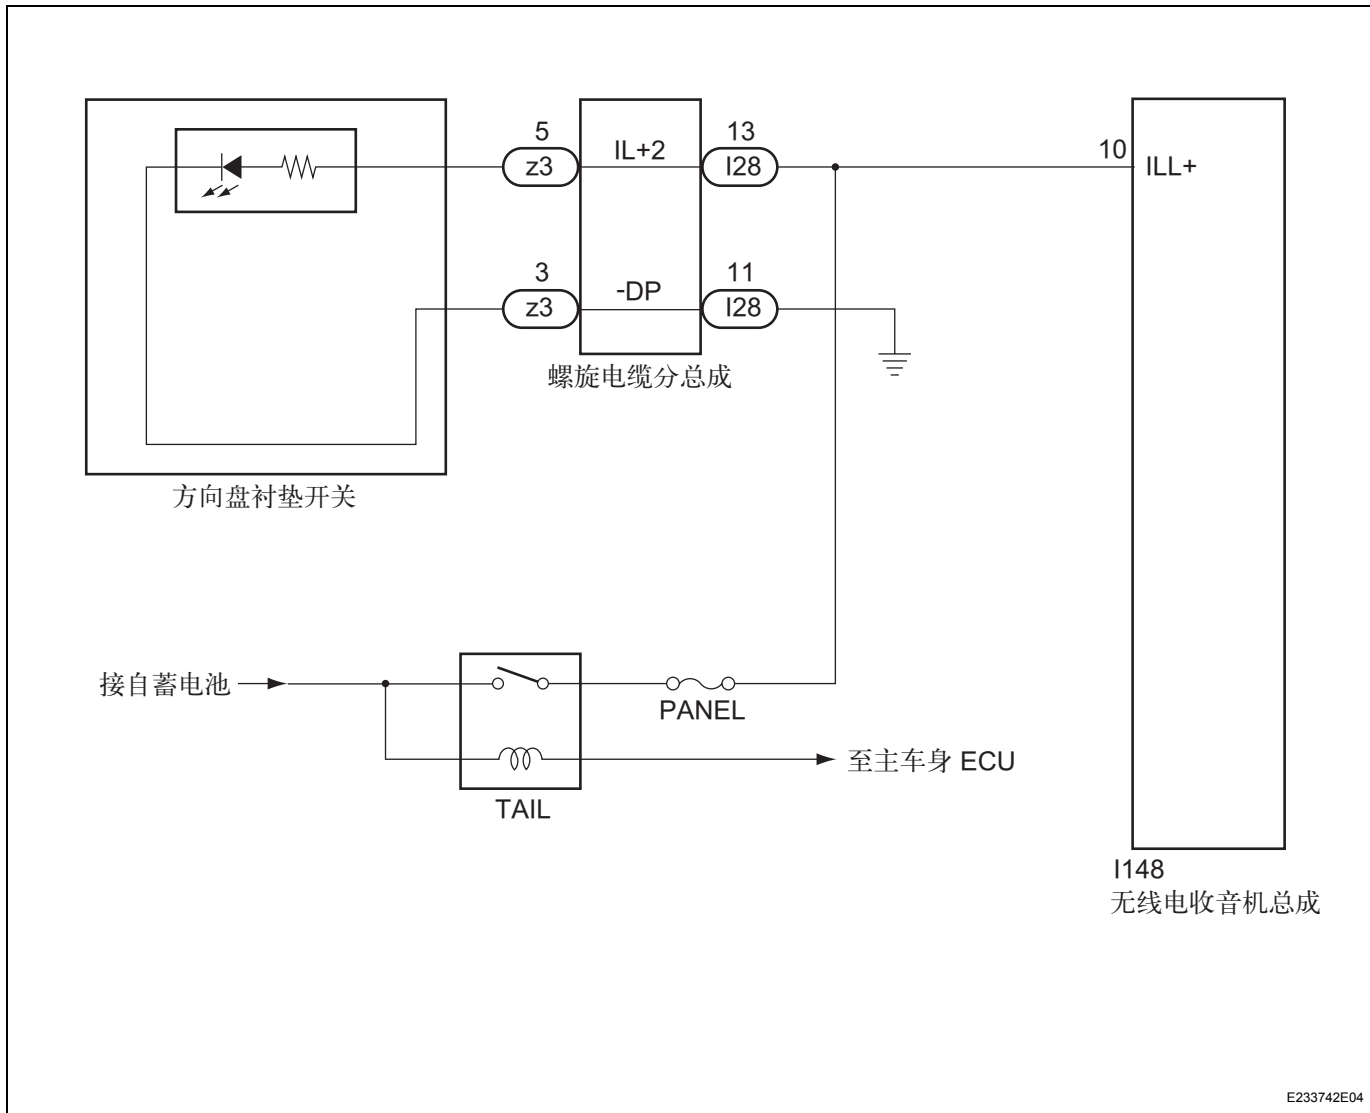 5
13
z3
IL+2
I28
10
ILL+
3
11
z3
-DP
I28
螺旋电缆分总成
方向盘衬垫开关
接自蓄电池
PANEL
至主车身 ECU
TAIL
I148
无线电收音机总成
E233742E04